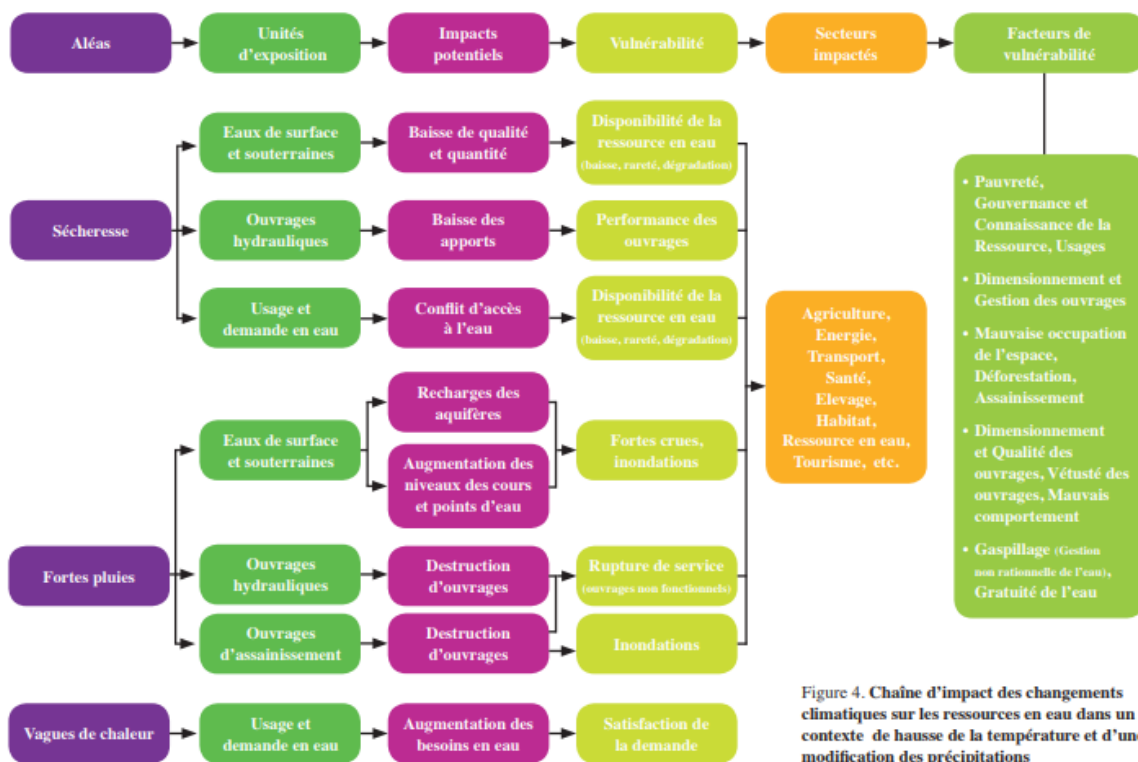 Aléas
Unités
d'exposition
Impacts
potentiels
Vulnérabilité
Secteurs
impactés
Facteurs de
vulnérabilité
Sécheresse
Eaux de surface
et souterraines
Baisse de qualité
et quantité
Disponibilité de la
ressource en eau
(baisse, rareté, dégradation)
Ouvrages
hydrauliques
Baisse des
apports
Performance des
ouvrages
Usage et
demande en eau
Conflit d'accès
à l'eau
Disponibilité de la
ressource en eau
(baisse, rareté, dégradation)
Fortes pluies
Eaux de surface
et souterraines
Recharges des
aquifères
Augmentation des
niveaux des cours
et points d'eau
Fortes crues,
inondations
Ouvrages
hydrauliques
Destruction
d'ouvrages
Rupture de service
(ouvrages non fonctionnels)
Ouvrages
d'assainissement
Destruction
d'ouvrages
Inondations
Vagues de chaleur
Usage et
demande en eau
Augmentation des
besoins en eau
Satisfaction de
la demande
Agriculture,
Energie,
Transport,
Santé,
Elevage,
Habitat,
Ressource en eau,
Tourisme, etc.
• Pauvreté,
Gouvernance et
Connaissance de la
Ressource, Usages
• Dimensionnement et
Gestion des ouvrages
• Mauvaise occupation
de l'espace,
Déforestation,
Assainissement
• Dimensionnement
et Qualité des
ouvrages, Vétusté des
ouvrages, Mauvais
comportement
• Gaspillage (Gestion
non rationnelle de l'eau),
Gratuité de l'eau
Figure 4. Chaîne d'impact des changements
climatiques sur les ressources en eau dans un
contexte de hausse de la température et d'une
modification des précipitations